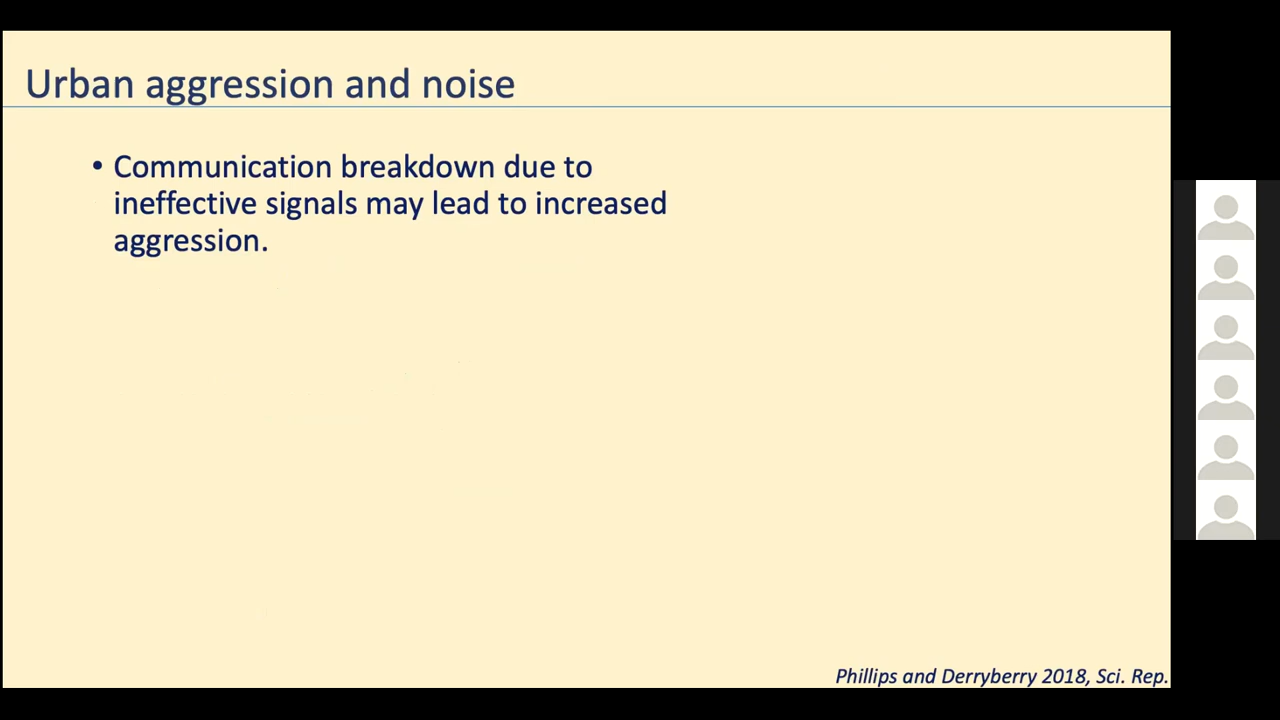 Urban aggression and noise
• Communication breakdown due to
ineffective signals may lead to increased
aggression.
Phillips and Derryberry 2018, Sci. Rep.